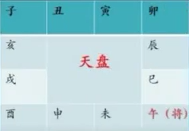 子 丑 寅 卯
亥 天盘 辰
戌 巳
酉 申 未 午（将）